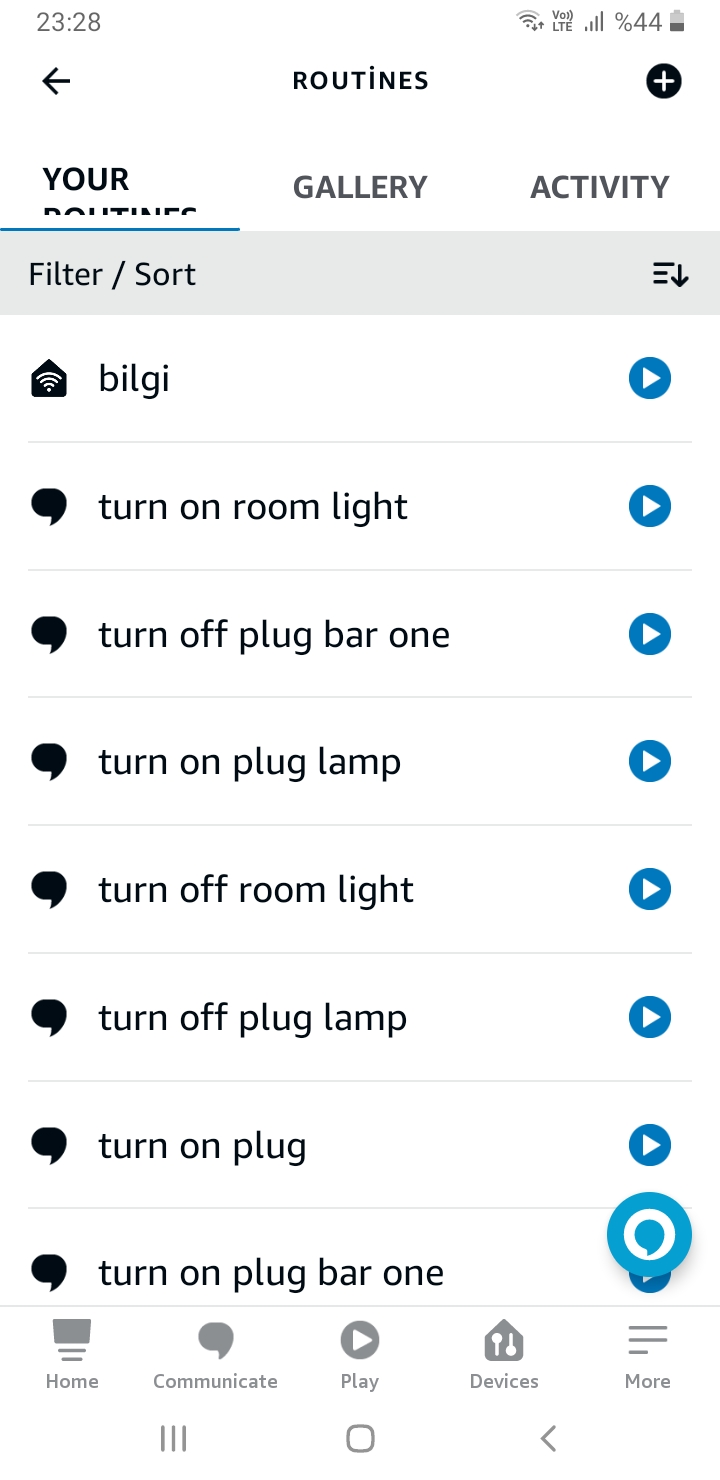 23:28
Vo)) LTE %44
ROUTİNES
YOUR ROUTINES
GALLERY
ACTIVITY
Filter / Sort
bilgi
turn on room light
turn off plug bar one
turn on plug lamp
turn off room light
turn off plug lamp
turn on plug
turn on plug bar one
Home
Communicate
Play
Devices
More